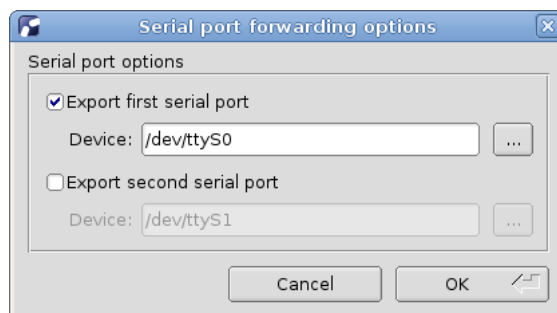 Serial port forwarding options
Serial port options
Export first serial port
Device: /dev/ttyS0 ...
Export second serial port
Device: /dev/ttyS1 ...
Cancel OK